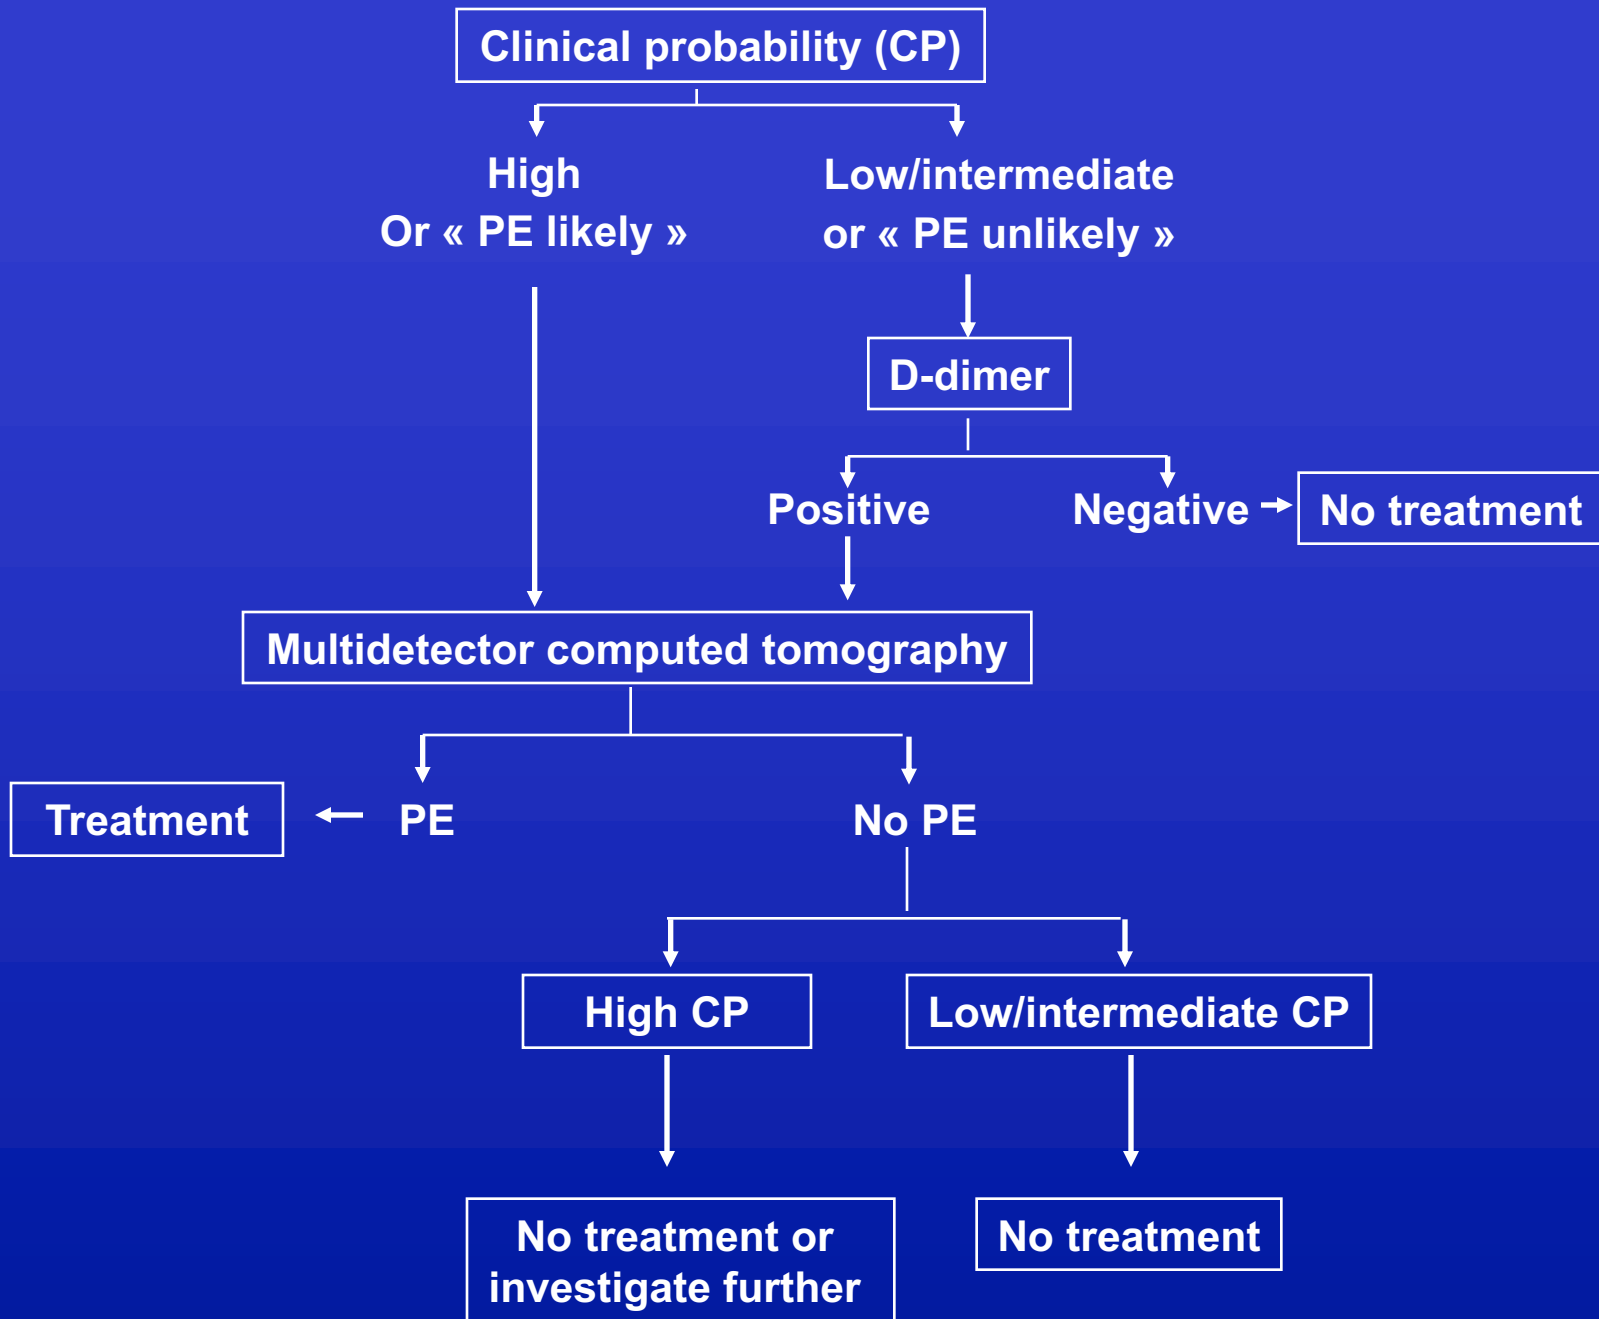 Clinical probability (CP)
High
Or « PE likely »
Low/intermediate
or « PE unlikely »
D-dimer
Positive
Negative
No treatment
Multidetector computed tomography
Treatment
PE
No PE
High CP
Low/intermediate CP
No treatment or
investigate further
No treatment